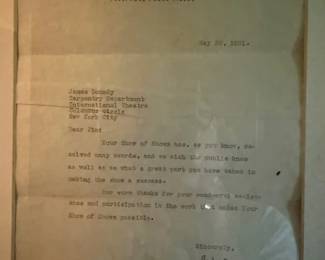 May 28, 1951.
James
Carpentry Department
International Theatre
Columbus Circle
New York City
Dear Jim:
Your Show of Shows has, as you know, re-
ceived many awards, and we wish the public knew
as well as we what a great part you have taken in
making the show a success.
Our warm thanks for your wonderful assist-
ance and participation in the work that makes Your
Show of Shows possible.
Sincerely,